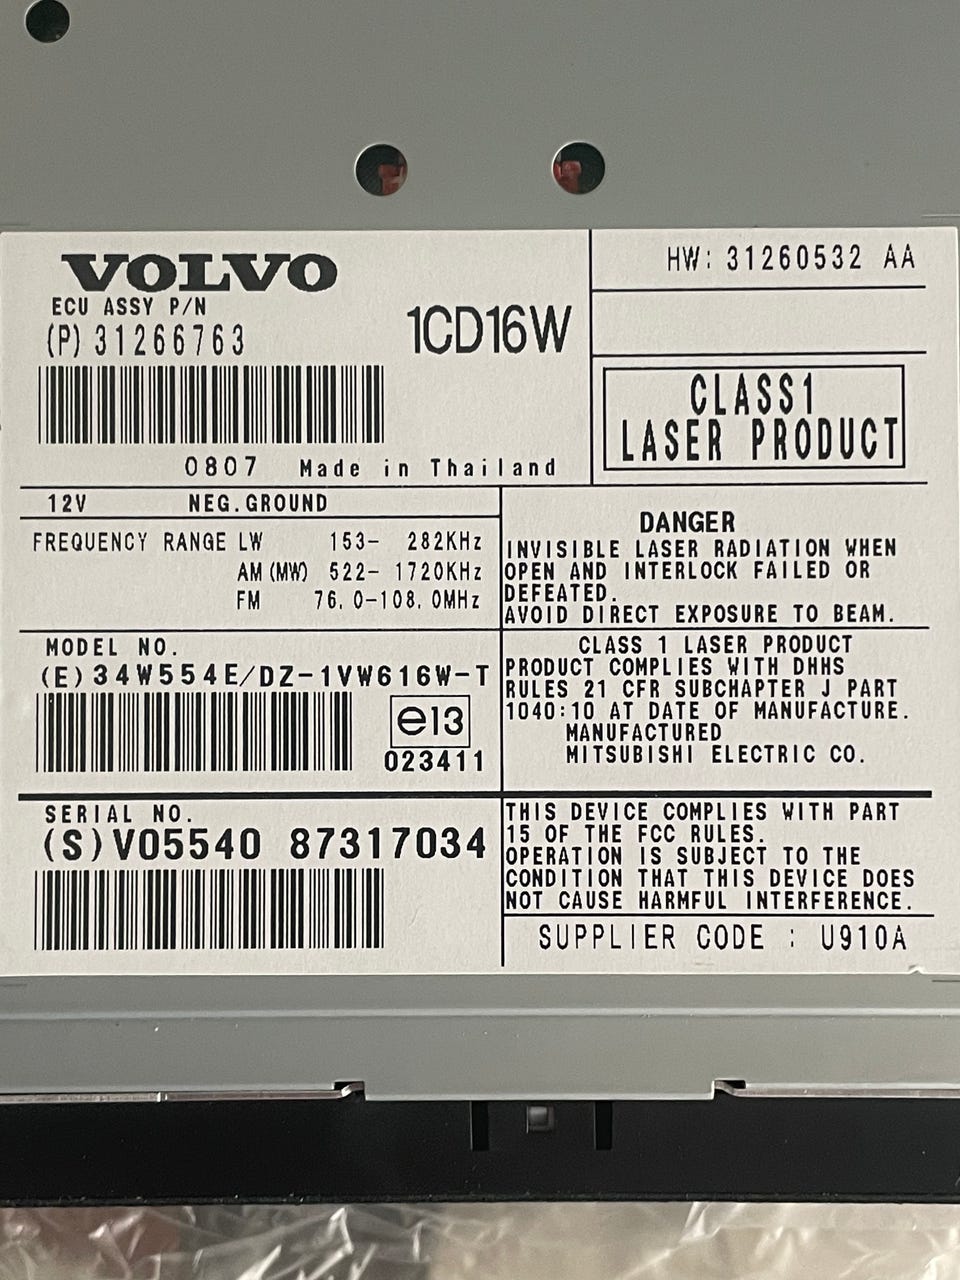 VOLVO
ECU ASSY P/N
(P) 31266763
1CD16W
0807 Made in Thailand
HW: 31260532 AA
CLASS1
LASER PRODUCT
12V NEG.GROUND
FREQUENCY RANGE LW 153- 282KHz
AM (MW) 522- 1720KHz
FM 76.0-108.0MHz
DANGER
INVISIBLE LASER RADIATION WHEN
OPEN AND INTERLOCK FAILED OR
DEFEATED.
AVOID DIRECT EXPOSURE TO BEAM.
MODEL NO.
(E) 34W554E/DZ-1VW616W-T
e13
023411
CLASS 1 LASER PRODUCT
PRODUCT COMPLIES WITH DHHS
RULES 21 CFR SUBCHAPTER J PART
1040:10 AT DATE OF MANUFACTURE.
MANUFACTURED
MITSUBISHI ELECTRIC CO.
SERIAL NO.
(S) V05540 87317034
THIS DEVICE COMPLIES WITH PART
15 OF THE FCC RULES.
OPERATION IS SUBJECT TO THE
CONDITION THAT THIS DEVICE DOES
NOT CAUSE HARMFUL INTERFERENCE.
SUPPLIER CODE : U910A